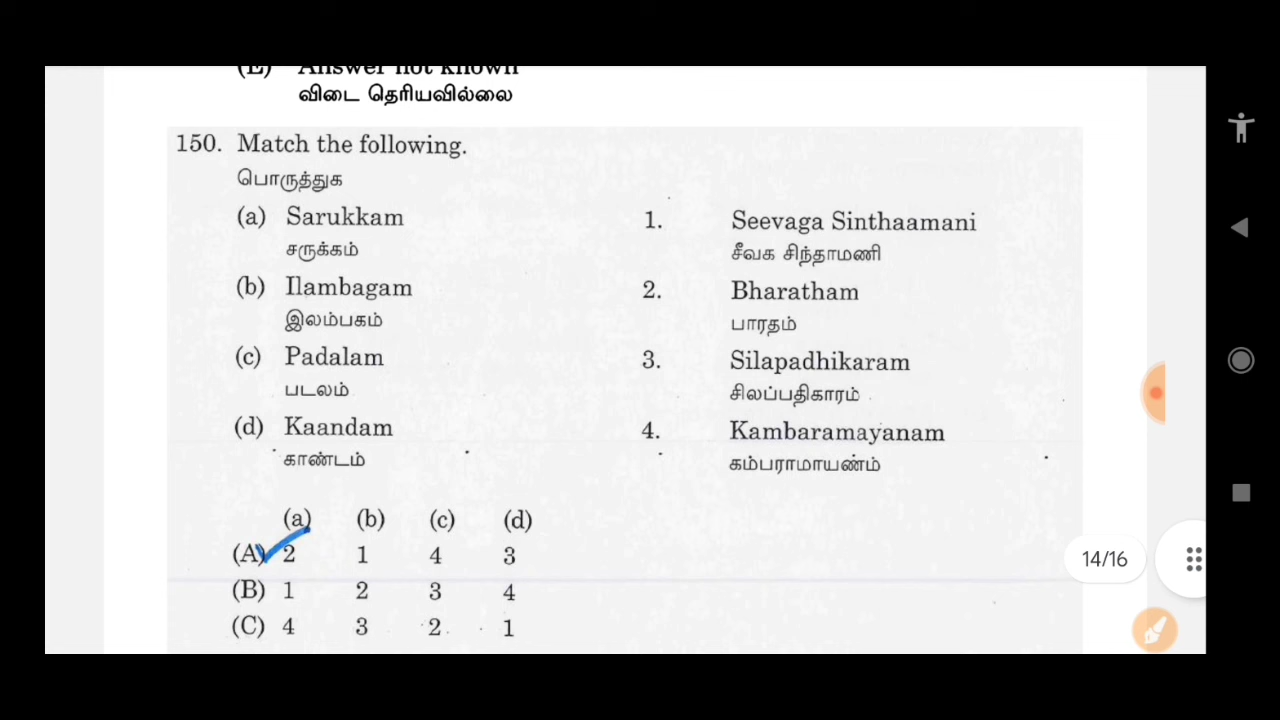 (E) Answer not known
விடை தெரியவில்லை
150. Match the following.
பொருத்துக
(a) Sarukkam 1. Seevaga Sinthaamani
சருக்கம் சீவக சிந்தாமணி
(b) Ilambagam 2. Bharatham
இலம்பகம் பாரதம்
(c) Padalam 3. Silapadhikaram
படலம் சிலப்பதிகாரம்
(d) Kaandam 4. Kambaramayanam
காண்டம் கம்பராமாயண்ம்
(a) (b) (c) (d)
(A) 2 1 4 3
(B) 1 2 3 4
(C) 4 3 2 1
14/16